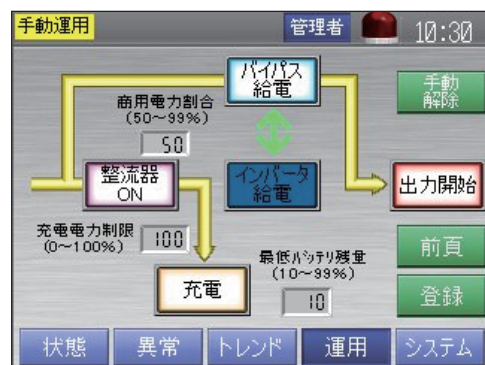 手動運用
管理者
10:30
バイパス
給電
手動
解除
商用電力割合
(50~99%)
50
整流器
ON
インバータ
給電
出力開始
充電電力制限
(0~100%)
100
最低バッテリ残量
(10~99%)
10
充電
前頁
登録
状態
異常
トレンド
運用
システム